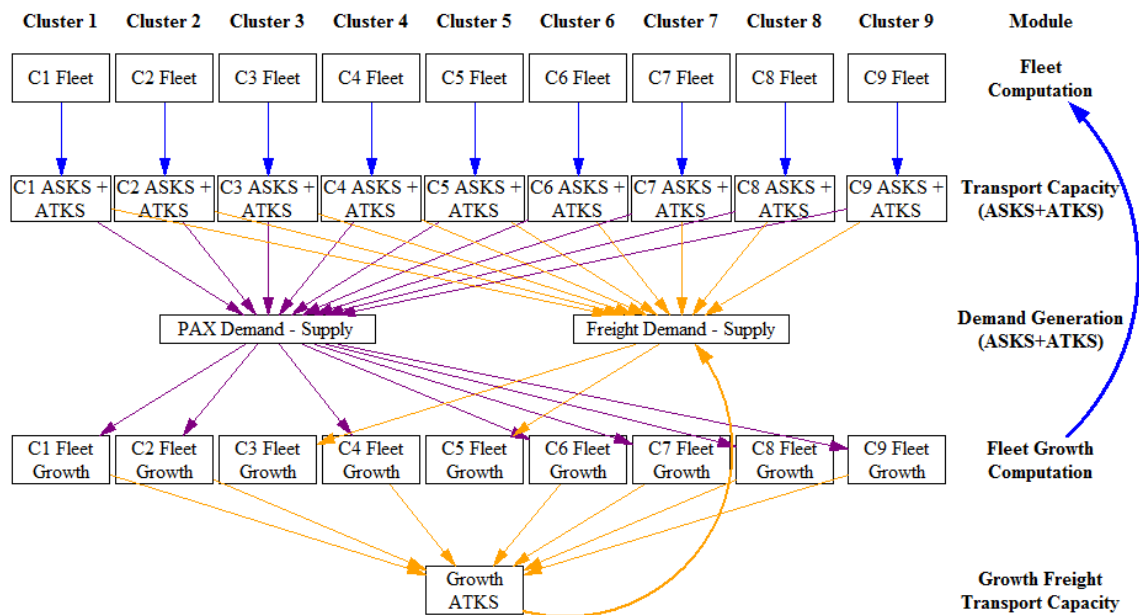 Cluster 1 Cluster 2 Cluster 3 Cluster 4 Cluster 5 Cluster 6 Cluster 7 Cluster 8 Cluster 9 Module
C1 Fleet C2 Fleet C3 Fleet C4 Fleet C5 Fleet C6 Fleet C7 Fleet C8 Fleet C9 Fleet Fleet
Computation
C1 ASKS + C2 ASKS + C3 ASKS + C4 ASKS + C5 ASKS + C6 ASKS + C7 ASKS + C8 ASKS + C9 ASKS + Transport Capacity
ATKS ATKS ATKS ATKS ATKS ATKS ATKS ATKS ATKS (ASKS+ATKS)
PAX Demand - Supply Freight Demand - Supply Demand Generation
(ASKS+ATKS)
C1 Fleet C2 Fleet C3 Fleet C4 Fleet C5 Fleet C6 Fleet C7 Fleet C8 Fleet C9 Fleet Fleet Growth
Growth Growth Growth Growth Growth Growth Growth Growth Growth Computation
Growth Growth Freight
ATKS Transport Capacity